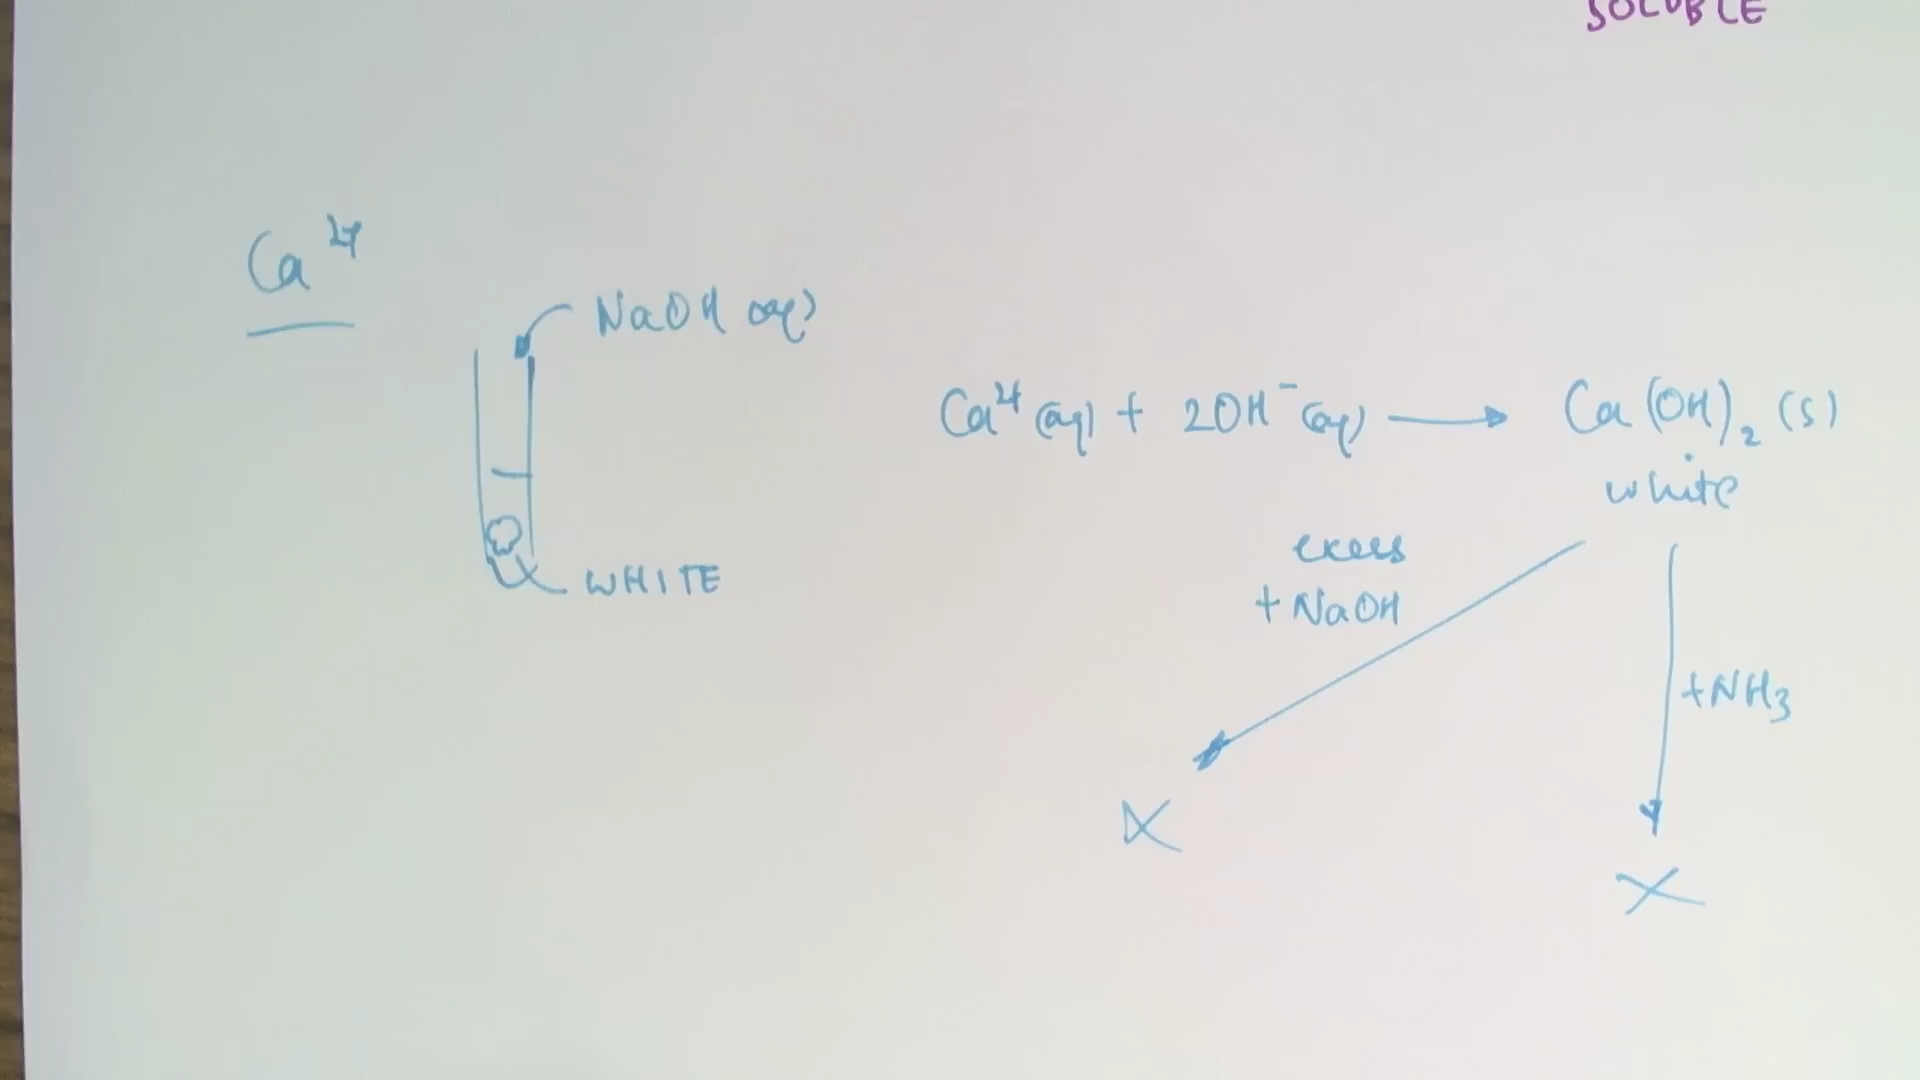 SOLUBLE
Ca²⁺
NaOH (aq)
Ca²⁺ (aq) + 2OH⁻ (aq) → Ca(OH)₂ (s)
white
WHITE
excess
+ NaOH
+NH₃
X
X